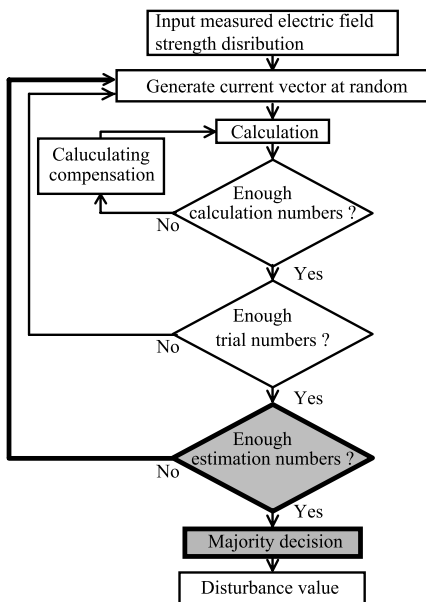 Input measured electric field
strength disribution
Generate current vector at random
Calculation
Caluculating
compensation
Enough
calculation numbers ?
No
Yes
Enough
trial numbers ?
No
Yes
Enough
estimation numbers ?
No
Yes
Majority decision
Disturbance value